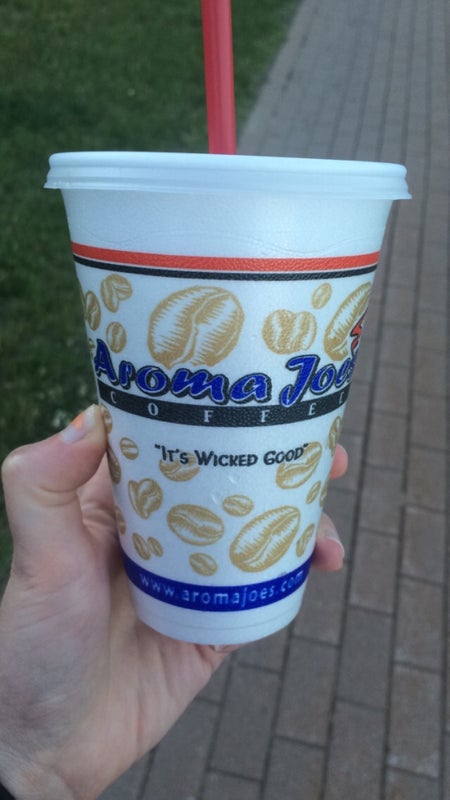 Aroma Joe's
COFFEE
"IT'S WICKED GOOD"
www.aromajoes.com